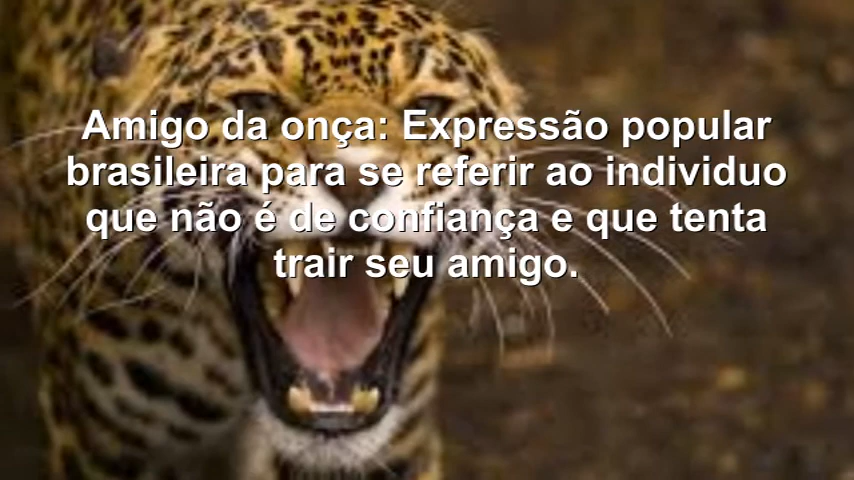 Amigo da onça: Expressão popular
brasileira para se referir ao individuo
que não é de confiança e que tenta
trair seu amigo.